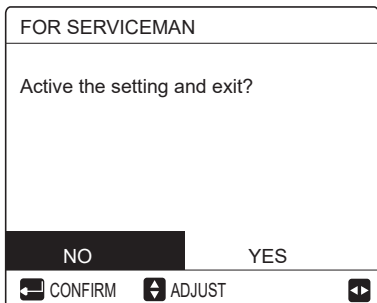 FOR SERVICEMAN
Active the setting and exit?
NO YES
CONFIRM ADJUST